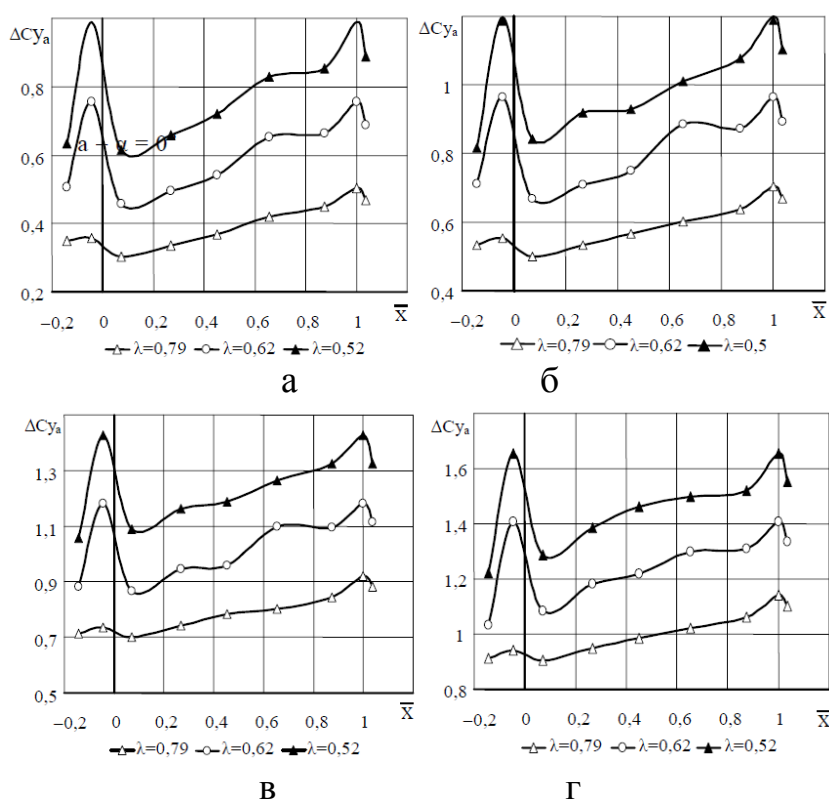 ΔCyₐ
0,8
0,6
0,4
0,2
a – α = 0
–0,2 0 0,2 0,4 0,6 0,8 1 x̅
λ=0,79 λ=0,62 λ=0,52
а
ΔCyₐ
1
0,8
0,6
0,4
–0,2 0 0,2 0,4 0,6 0,8 1 x̅
λ=0,79 λ=0,62 λ=0,5
б
ΔCyₐ
1,3
1,1
0,9
0,7
0,5
–0,2 0 0,2 0,4 0,6 0,8 1 x̅
λ=0,79 λ=0,62 λ=0,52
в
ΔCyₐ
1,6
1,4
1,2
1
0,8
–0,2 0 0,2 0,4 0,6 0,8 1 x̅
λ=0,79 λ=0,62 λ=0,52
г